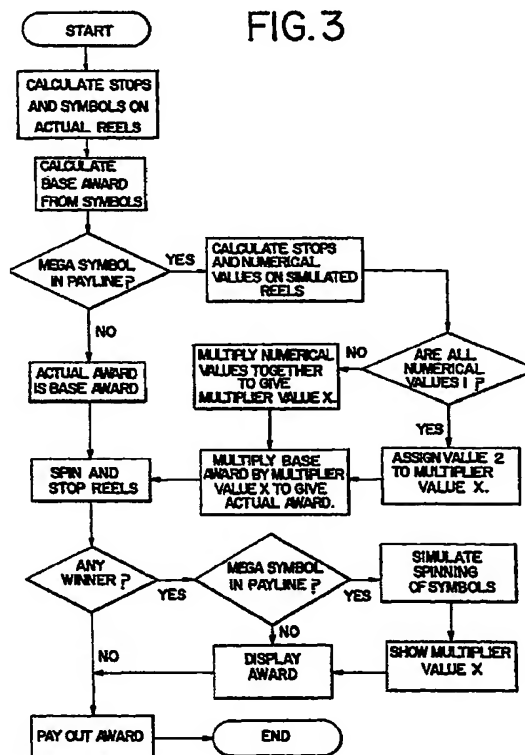 FIG. 3
START
CALCULATE STOPS
AND SYMBOLS ON
ACTUAL REELS
CALCULATE
BASE AWARD
FROM SYMBOLS
MEGA SYMBOL
IN PAYLINE?
YES
CALCULATE STOPS
AND NUMERICAL
VALUES ON SIMULATED
REELS
NO
ACTUAL AWARD
IS BASE AWARD
MULTIPLY NUMERICAL
VALUES TOGETHER
TO GIVE
MULTIPLIER VALUE X.
NO
ARE ALL
NUMERICAL
VALUES 1?
YES
SPIN AND
STOP REELS
MULTIPLY BASE
AWARD BY MULTIPLIER
VALUE X TO GIVE
ACTUAL AWARD.
ASSIGN VALUE 2
TO MULTIPLIER
VALUE X.
ANY
WINNER?
YES
MEGA SYMBOL
IN PAYLINE?
YES
SIMULATE
SPINNING
OF SYMBOLS
NO
NO
DISPLAY
AWARD
SHOW MULTIPLIER
VALUE X
PAY OUT AWARD
END